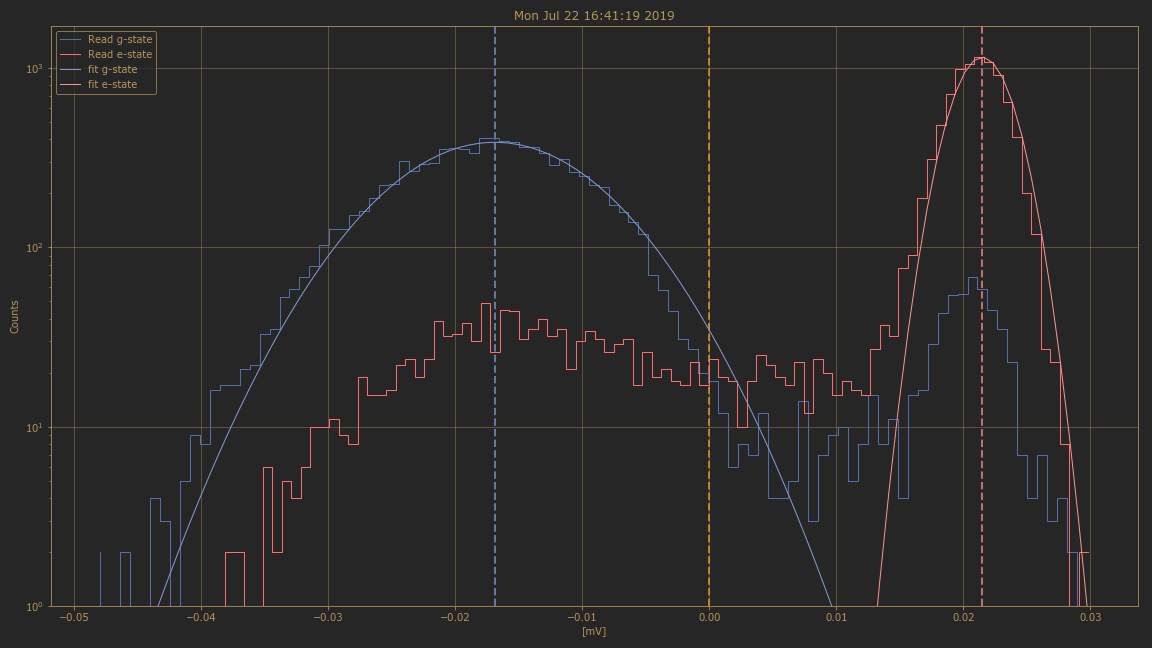 Mon Jul 22 16:41:19 2019
Read g-state
Read e-state
fit g-state
fit e-state
10³
10²
10¹
10⁰
Counts
−0.05 −0.04 −0.03 −0.02 −0.01 0.00 0.01 0.02 0.03
[mV]